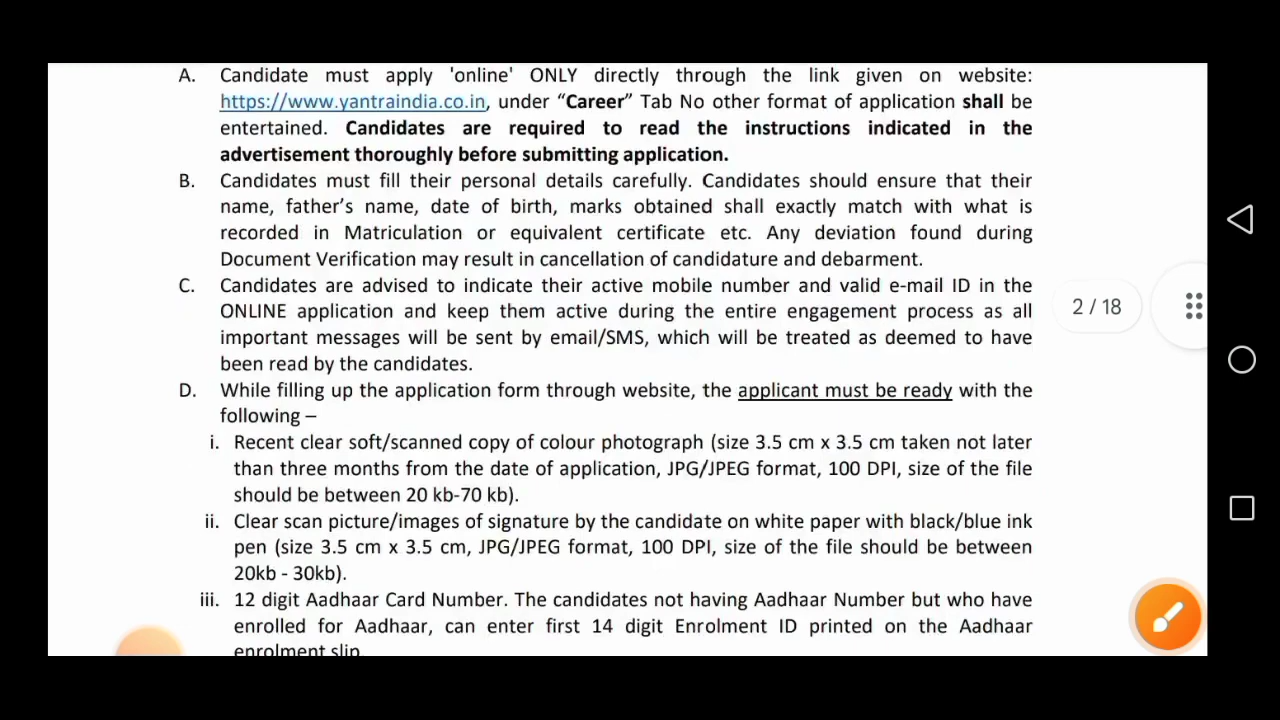 A. Candidate must apply 'online' ONLY directly through the link given on website:
https://www.yantraindia.co.in, under “Career” Tab No other format of application shall be
entertained. Candidates are required to read the instructions indicated in the
advertisement thoroughly before submitting application.
B. Candidates must fill their personal details carefully. Candidates should ensure that their
name, father’s name, date of birth, marks obtained shall exactly match with what is
recorded in Matriculation or equivalent certificate etc. Any deviation found during
Document Verification may result in cancellation of candidature and debarment.
C. Candidates are advised to indicate their active mobile number and valid e-mail ID in the
ONLINE application and keep them active during the entire engagement process as all
important messages will be sent by email/SMS, which will be treated as deemed to have
been read by the candidates.
D. While filling up the application form through website, the applicant must be ready with the
following –
i. Recent clear soft/scanned copy of colour photograph (size 3.5 cm x 3.5 cm taken not later
than three months from the date of application, JPG/JPEG format, 100 DPI, size of the file
should be between 20 kb-70 kb).
ii. Clear scan picture/images of signature by the candidate on white paper with black/blue ink
pen (size 3.5 cm x 3.5 cm, JPG/JPEG format, 100 DPI, size of the file should be between
20kb - 30kb).
iii. 12 digit Aadhaar Card Number. The candidates not having Aadhaar Number but who have
enrolled for Aadhaar, can enter first 14 digit Enrolment ID printed on the Aadhaar
enrolment slip
2 / 18